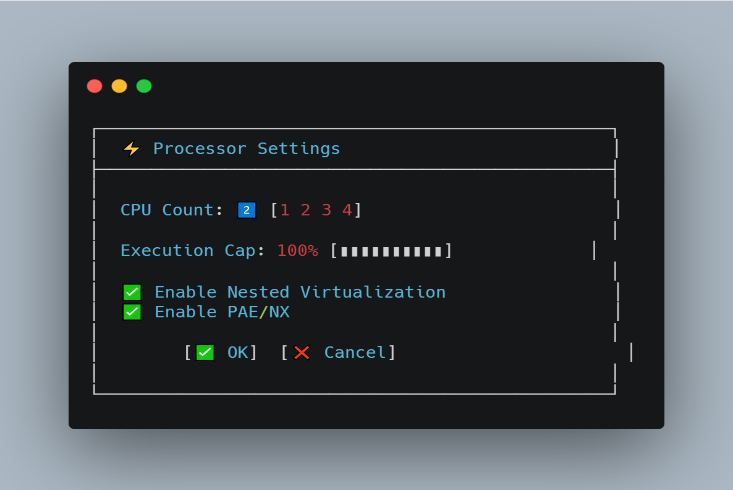 ⚡ Processor Settings
CPU Count: 2️⃣ [1 2 3 4]
Execution Cap: 100% [▮▮▮▮▮▮▮▮▮▮]
✅ Enable Nested Virtualization
✅ Enable PAE/NX
[✅ OK] [❌ Cancel]